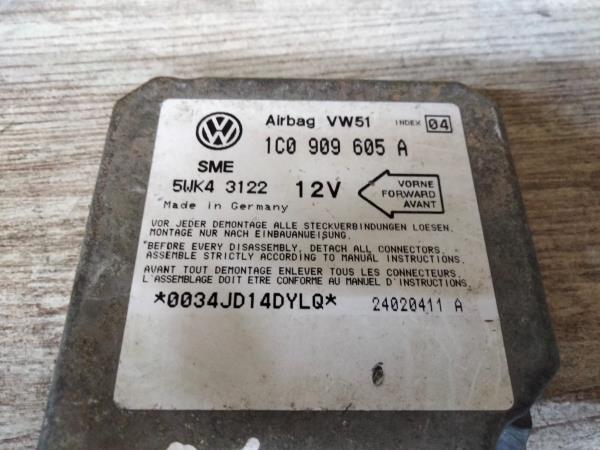 Airbag VW51 INDEX 04
1C0 909 605 A
SME
5WK4 3122 12V
VORNE
FORWARD
AVANT
Made in Germany
VOR JEDER DEMONTAGE ALLE STECKVERBINDUNGEN LOESEN.
MONTAGE NUR NACH EINBAUANWEISUNG.
BEFORE EVERY DISASSEMBLY, DETACH ALL CONNECTORS.
ASSEMBLE STRICTLY ACCORDING TO MANUAL INSTRUCTIONS.
AVANT TOUT DEMONTAGE ENLEVER TOUS LES CONNECTEURS.
L'ASSEMBLAGE DOIT ETRE CONFORME AU MANUEL D'INSTRUCTIONS.
*0034JD14DYLQ* 24020411 A